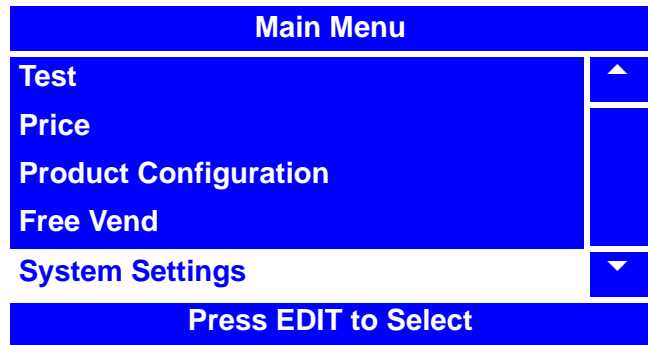 Main Menu
Test
Price
Product Configuration
Free Vend
System Settings
Press EDIT to Select